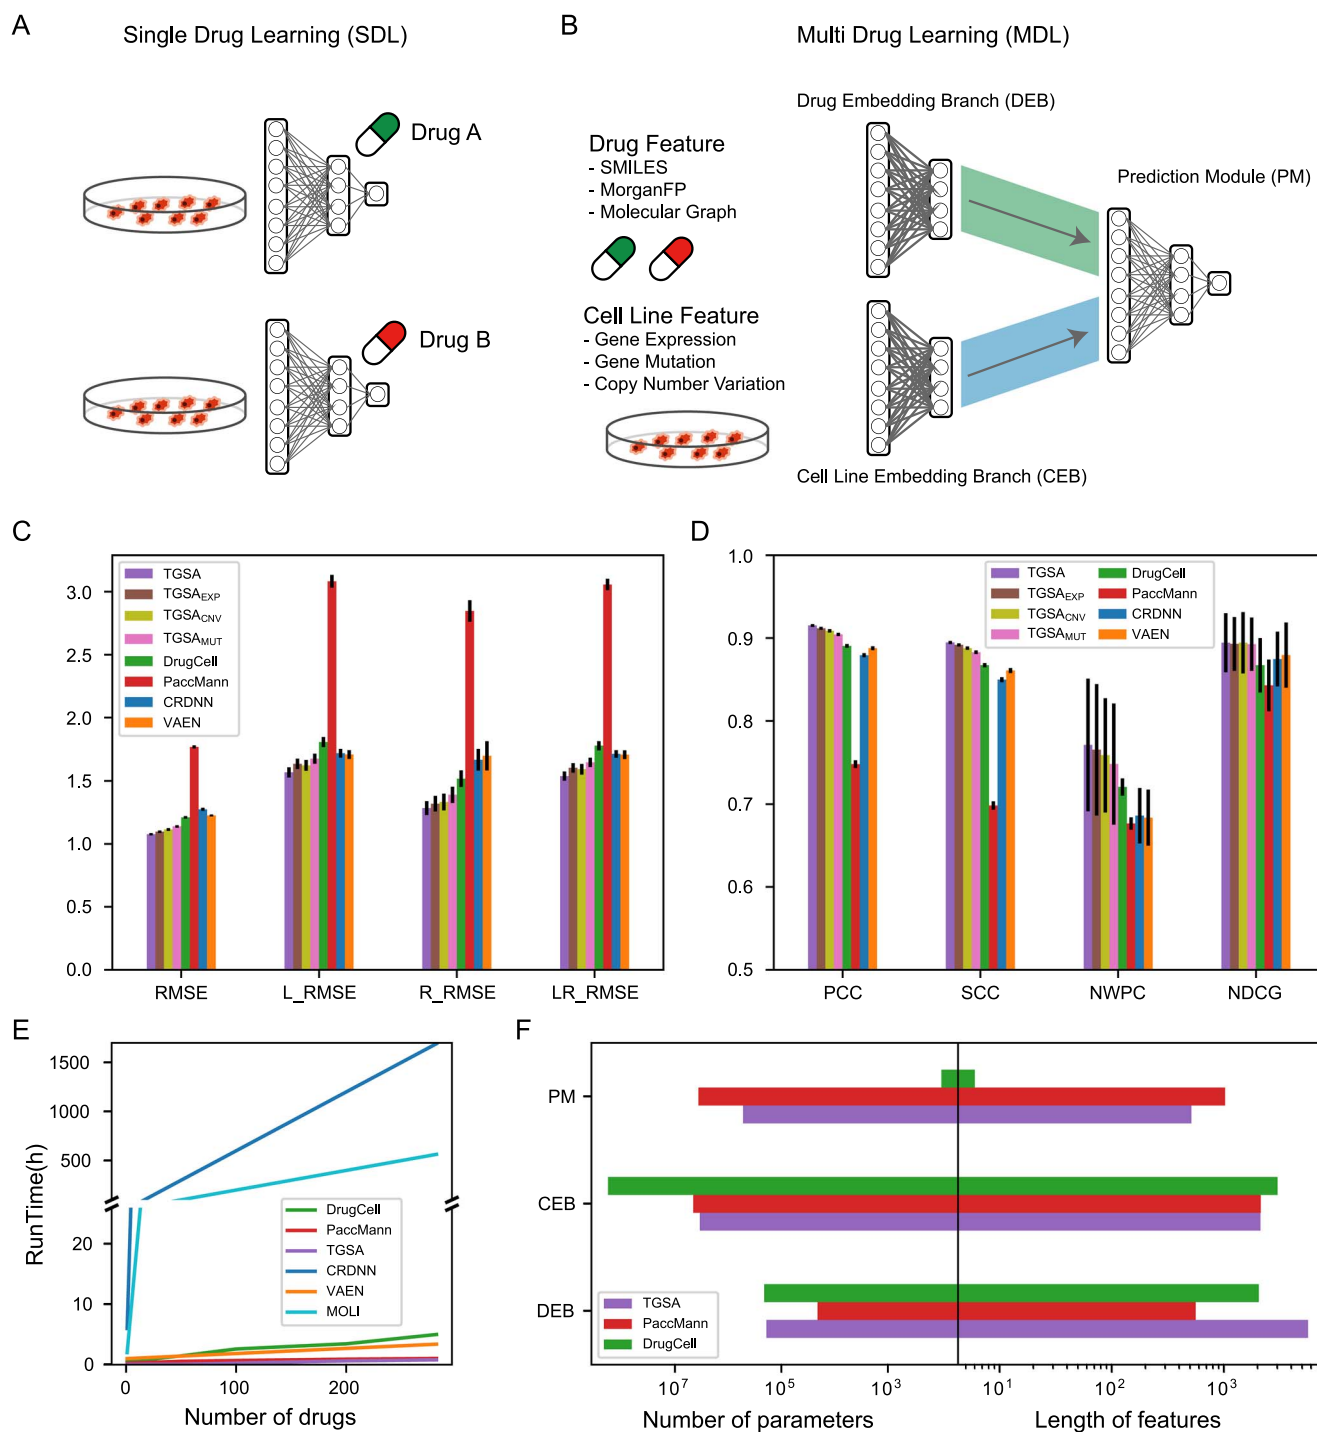 A
Single Drug Learning (SDL)
Drug A
Drug B
B
Multi Drug Learning (MDL)
Drug Embedding Branch (DEB)
Drug Feature
- SMILES
- MorganFP
- Molecular Graph
Prediction Module (PM)
Cell Line Feature
- Gene Expression
- Gene Mutation
- Copy Number Variation
Cell Line Embedding Branch (CEB)
C
TGSA
TGSA_EXP
TGSA_CNV
TGSA_MUT
DrugCell
PaccMann
CRDNN
VAEN
3.0
2.5
2.0
1.5
1.0
0.5
0.0
RMSE
L_RMSE
R_RMSE
LR_RMSE
D
TGSA
TGSA_EXP
TGSA_CNV
TGSA_MUT
DrugCell
PaccMann
CRDNN
VAEN
1.0
0.9
0.8
0.7
0.6
0.5
PCC
SCC
NWPC
NDCG
E
RunTime(h)
1500
1000
500
20
10
0
DrugCell
PaccMann
TGSA
CRDNN
VAEN
MOLI
0
100
200
Number of drugs
F
PM
CEB
DEB
TGSA
PaccMann
DrugCell
10^7
10^5
10^3
10^1
10^2
10^3
Number of parameters
Length of features